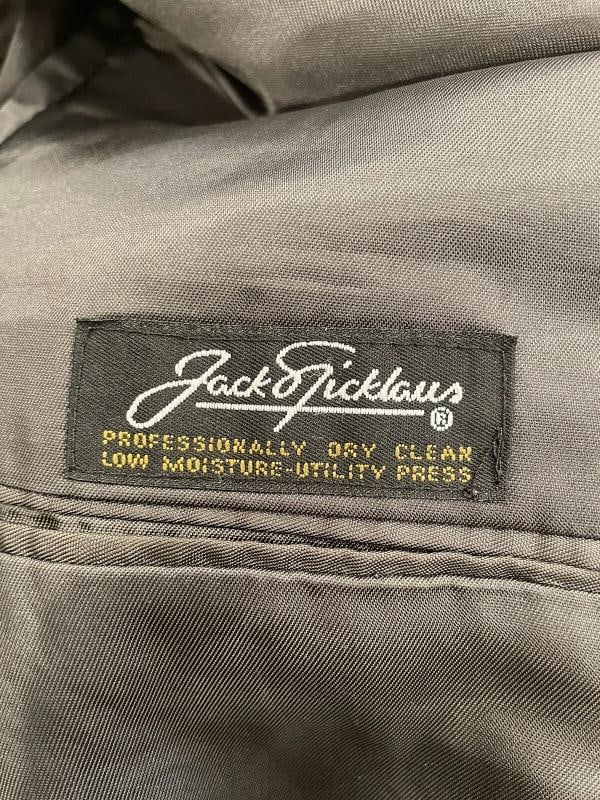 Jack Nicklaus ®
PROFESSIONALLY DRY CLEAN
LOW MOISTURE-UTILITY PRESS